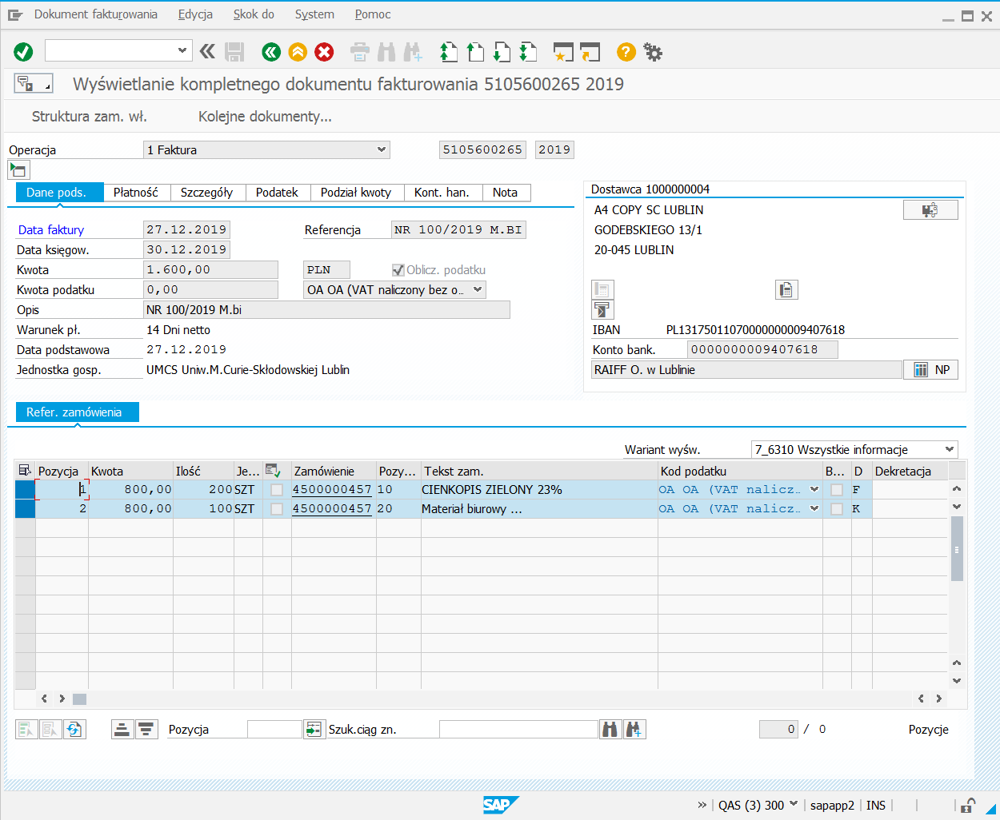 Dokument fakturowania Edycja Skok do System Pomoc
Wyświetlanie kompletnego dokumentu fakturowania 5105600265 2019
Struktura zam. wł. Kolejne dokumenty...
Operacja 1 Faktura 5105600265 2019
Dane pods. Płatność Szczegóły Podatek Podział kwoty Kont. han. Nota
Data faktury 27.12.2019 Referencja NR 100/2019 M.BI
Data księgow. 30.12.2019
Kwota 1.600,00 PLN Oblicz. podatku
Kwota podatku 0,00 OA OA (VAT naliczony bez o...
Opis NR 100/2019 M.bi
Warunek pł. 14 Dni netto
Data podstawowa 27.12.2019
Jednostka gosp. UMCS Uniw.M.Curie-Skłodowskiej Lublin
Dostawca 1000000004
A4 COPY SC LUBLIN
GODEBSKIEGO 13/1
20-045 LUBLIN
IBAN PL13175011070000000009407618
Konto bank. 0000000009407618
RAIFF O. w Lublinie NP
Refer. zamówienia
Wariant wyśw. 7_6310 Wszystkie informacje
Pozycja Kwota Ilość Je... Zamówienie Pozy... Tekst zam. Kod podatku B... D Dekretacja
1 800,00 200 SZT 4500000457 10 CIENKOPIS ZIELONY 23% OA OA (VAT nalicz... F
2 800,00 100 SZT 4500000457 20 Materiał biurowy ... OA OA (VAT nalicz... K
Pozycja Szuk.ciąg zn. 0 / 0 Pozycje
SAP QAS (3) 300 sapapp2 INS